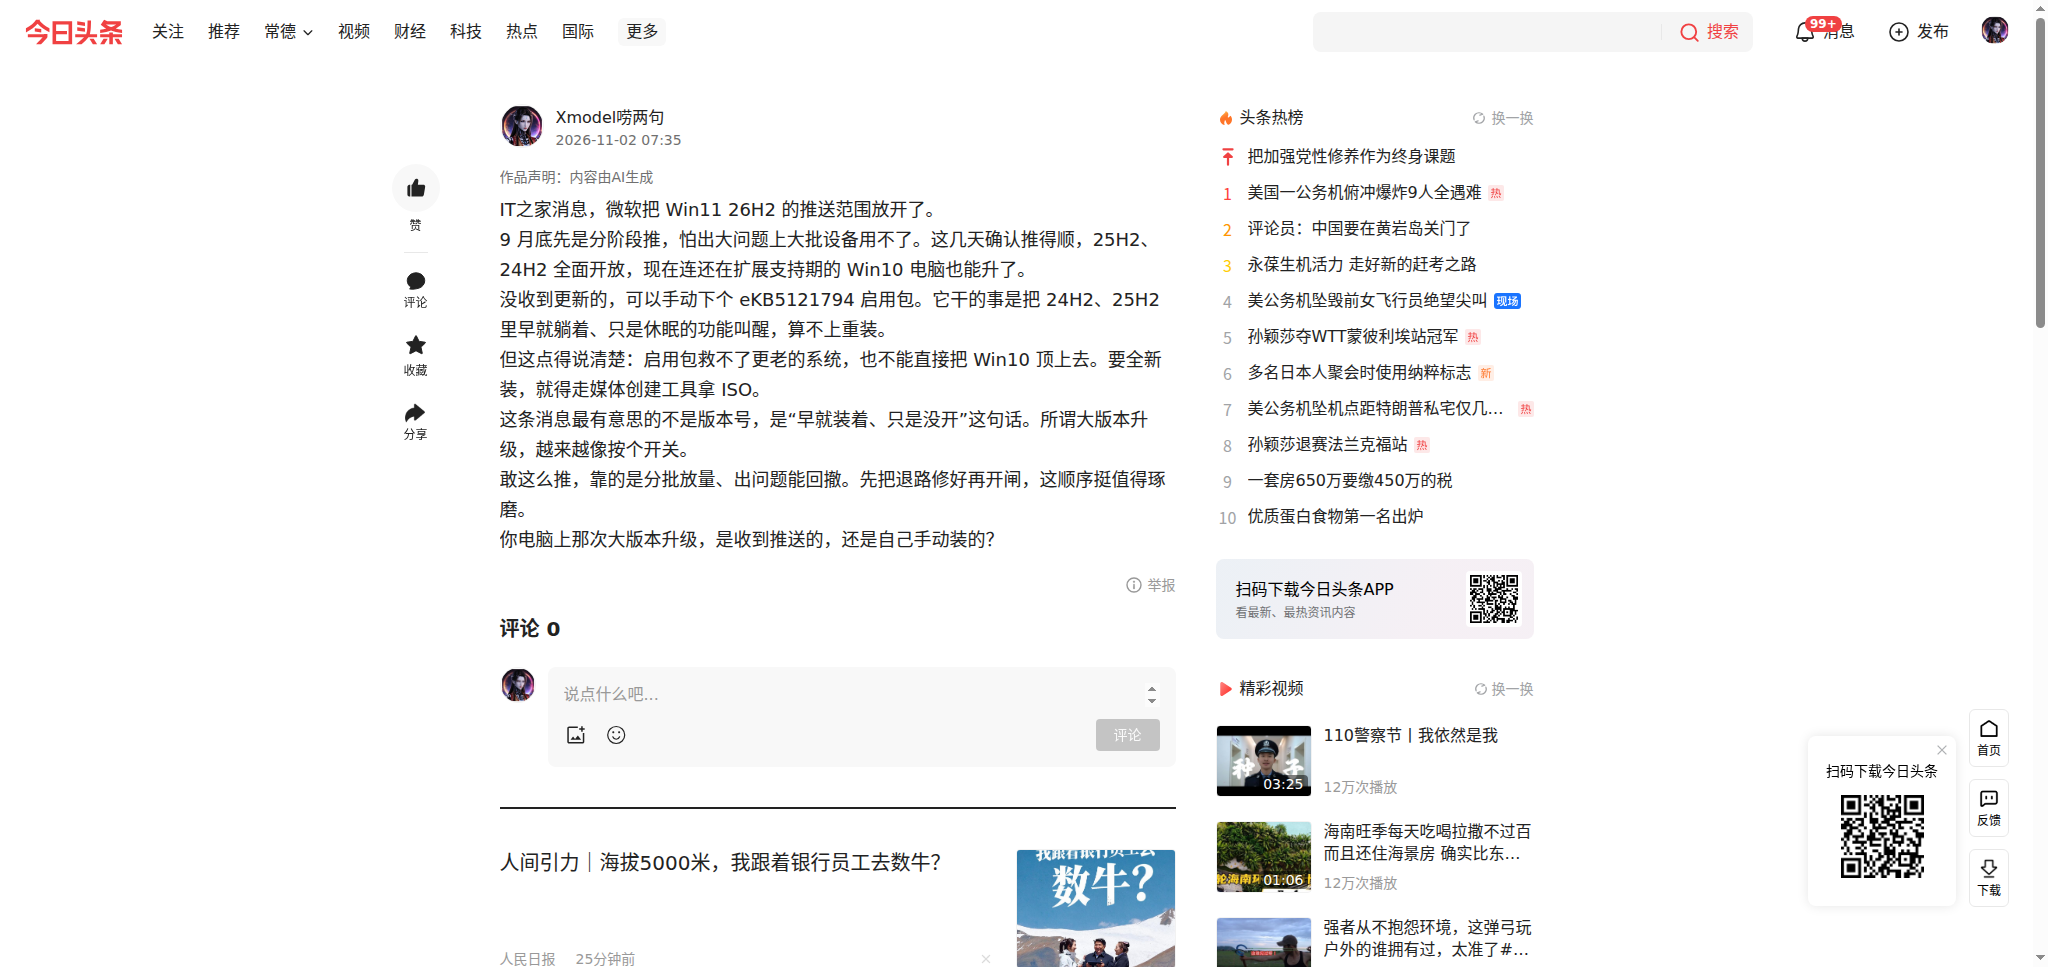 今日头条
关注 推荐 常德 视频 财经 科技 热点 国际 更多
搜索
99+
消息
发布
Xmodel唠两句
2026-11-02 07:35
作品声明：内容由AI生成
IT之家消息，微软把 Win11 26H2 的推送范围放开了。
9 月底先是分阶段推，怕出大问题上大批设备用不了。这几天确认推得顺，25H2、
24H2 全面开放，现在连还在扩展支持期的 Win10 电脑也能升了。
没收到更新的，可以手动下个 eKB5121794 启用包。它干的事是把 24H2、25H2
里早就躺着、只是休眠的功能叫醒，算不上重装。
但这点得说清楚：启用包救不了更老的系统，也不能直接把 Win10 顶上去。要全新
装，就得走媒体创建工具拿 ISO。
这条消息最有意思的不是版本号，是“早就装着、只是没开”这句话。所谓大版本升
级，越来越像按个开关。
敢这么推，靠的是分批放量、出问题能回撤。先把退路修好再开闸，这顺序挺值得琢
磨。
你电脑上那次大版本升级，是收到推送的，还是自己手动装的？
赞
评论
收藏
分享
举报
评论 0
说点什么吧...
评论
人间引力｜海拔5000米，我跟着银行员工去数牛？
人民日报 25分钟前
我跟着银行员工去
数牛？
头条热榜
换一换
把加强党性修养作为终身课题
1 美国一公务机俯冲爆炸9人全遇难 热
2 评论员：中国要在黄岩岛关门了
3 永葆生机活力 走好新的赶考之路
4 美公务机坠毁前女飞行员绝望尖叫 现场
5 孙颖莎夺WTT蒙彼利埃站冠军 热
6 多名日本人聚会时使用纳粹标志 新
7 美公务机坠机点距特朗普私宅仅几... 热
8 孙颖莎退赛法兰克福站 热
9 一套房650万要缴450万的税
10 优质蛋白食物第一名出炉
扫码下载今日头条APP
看最新、最热资讯内容
精彩视频
换一换
种 子
03:25
110警察节丨我依然是我
12万次播放
01:06
海南旺季每天吃喝拉撒不过百
而且还住海景房 确实比东...
12万次播放
强者从不抱怨环境，这弹弓玩
户外的谁拥有过，太准了#...
扫码下载今日头条
首页
反馈
下载